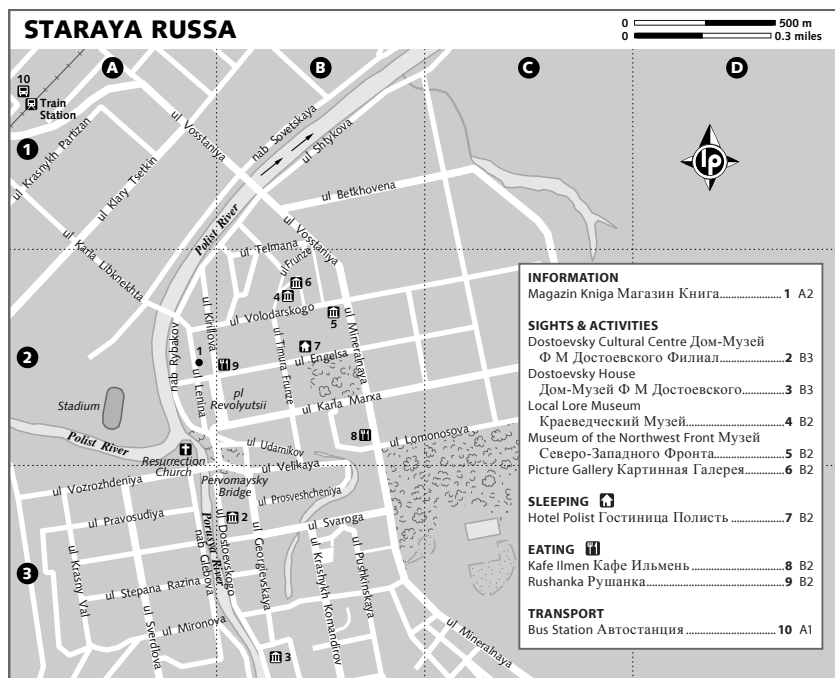 STARAYA RUSSA
0 500 m
0 0.3 miles
A B C D
10
Train
Station
1
ul Krasnykh Partizan
ul Klary Tsetkin
ul Vosstaniya
nab Sovetskaya
ul Shtykova
ul Betkhovena
Polist River
ul Karla Libknekhta
ul Telmana
ul Vosstaniya
ul Frunze
6
4
5
ul Volodarskogo
ul Kirillova
nab Rybakov
2
1
9
7
ul Engelsa
ul Mineralnaya
ul Lenina
pl
Revolyutsii
ul Timura Frunze
ul Karla Marxa
Stadium
Polist River
8
ul Lomonosova
Resurrection
Church
ul Udarnikov
ul Velikaya
Pervomaysky
Bridge
ul Vozrozhdeniya
ul Prosveshcheniya
ul Pravosudiya
2
ul Svaroga
Porusya River
nab Glebova
ul Dostoevskogo
ul Georgievskaya
3
ul Krasny Val
ul Stepana Razina
ul Sverdlova
ul Mironova
ul Krashykh Komandirov
ul Pushkinskaya
ul Mineralnaya
3
lp
INFORMATION
Magazin Kniga Магазин Книга 1 A2
SIGHTS & ACTIVITIES
Dostoevsky Cultural Centre Дом-Музей
Ф М Достоевского Филиал 2 B3
Dostoevsky House
Дом-Музей Ф М Достоевского 3 B3
Local Lore Museum
Краеведческий Музей 4 B2
Museum of the Northwest Front Музей
Северо-Западного Фронта 5 B2
Picture Gallery Картинная Галерея 6 B2
SLEEPING
Hotel Polist Гостиница Полисть 7 B2
EATING
Kafe Ilmen Кафе Ильмень 8 B2
Rushanka Рушанка 9 B2
TRANSPORT
Bus Station Автостанция 10 A1